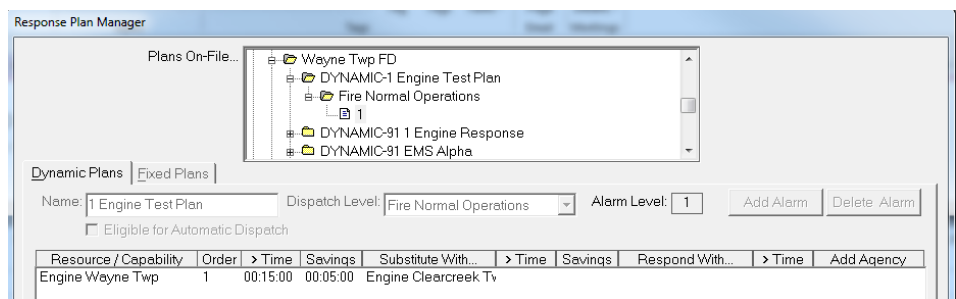 Response Plan Manager
Plans On-File...
Wayne Twp FD
DYNAMIC-1 Engine Test Plan
Fire Normal Operations
1
DYNAMIC-91 1 Engine Response
DYNAMIC-91 EMS Alpha
Dynamic Plans Fixed Plans
Name: 1 Engine Test Plan Dispatch Level: Fire Normal Operations Alarm Level: 1 Add Alarm Delete Alarm
Eligible for Automatic Dispatch
Resource / Capability Order > Time Savings Substitute With... > Time Savings Respond With... > Time Add Agency
Engine Wayne Twp 1 00:15:00 00:05:00 Engine Clearcreek Tw